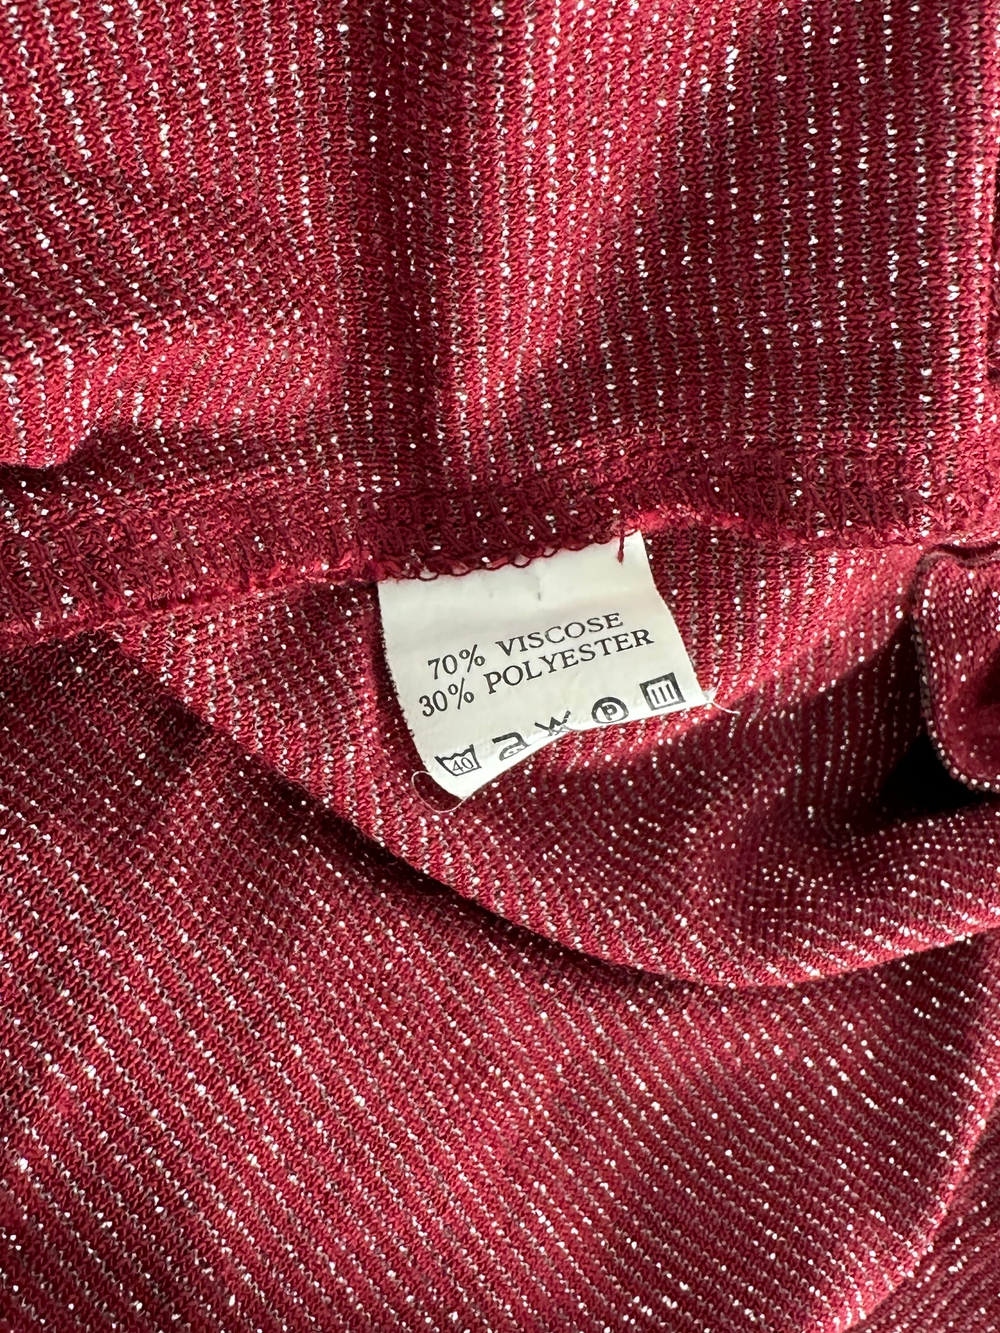 70% VISCOSE
30% POLYESTER
40 P